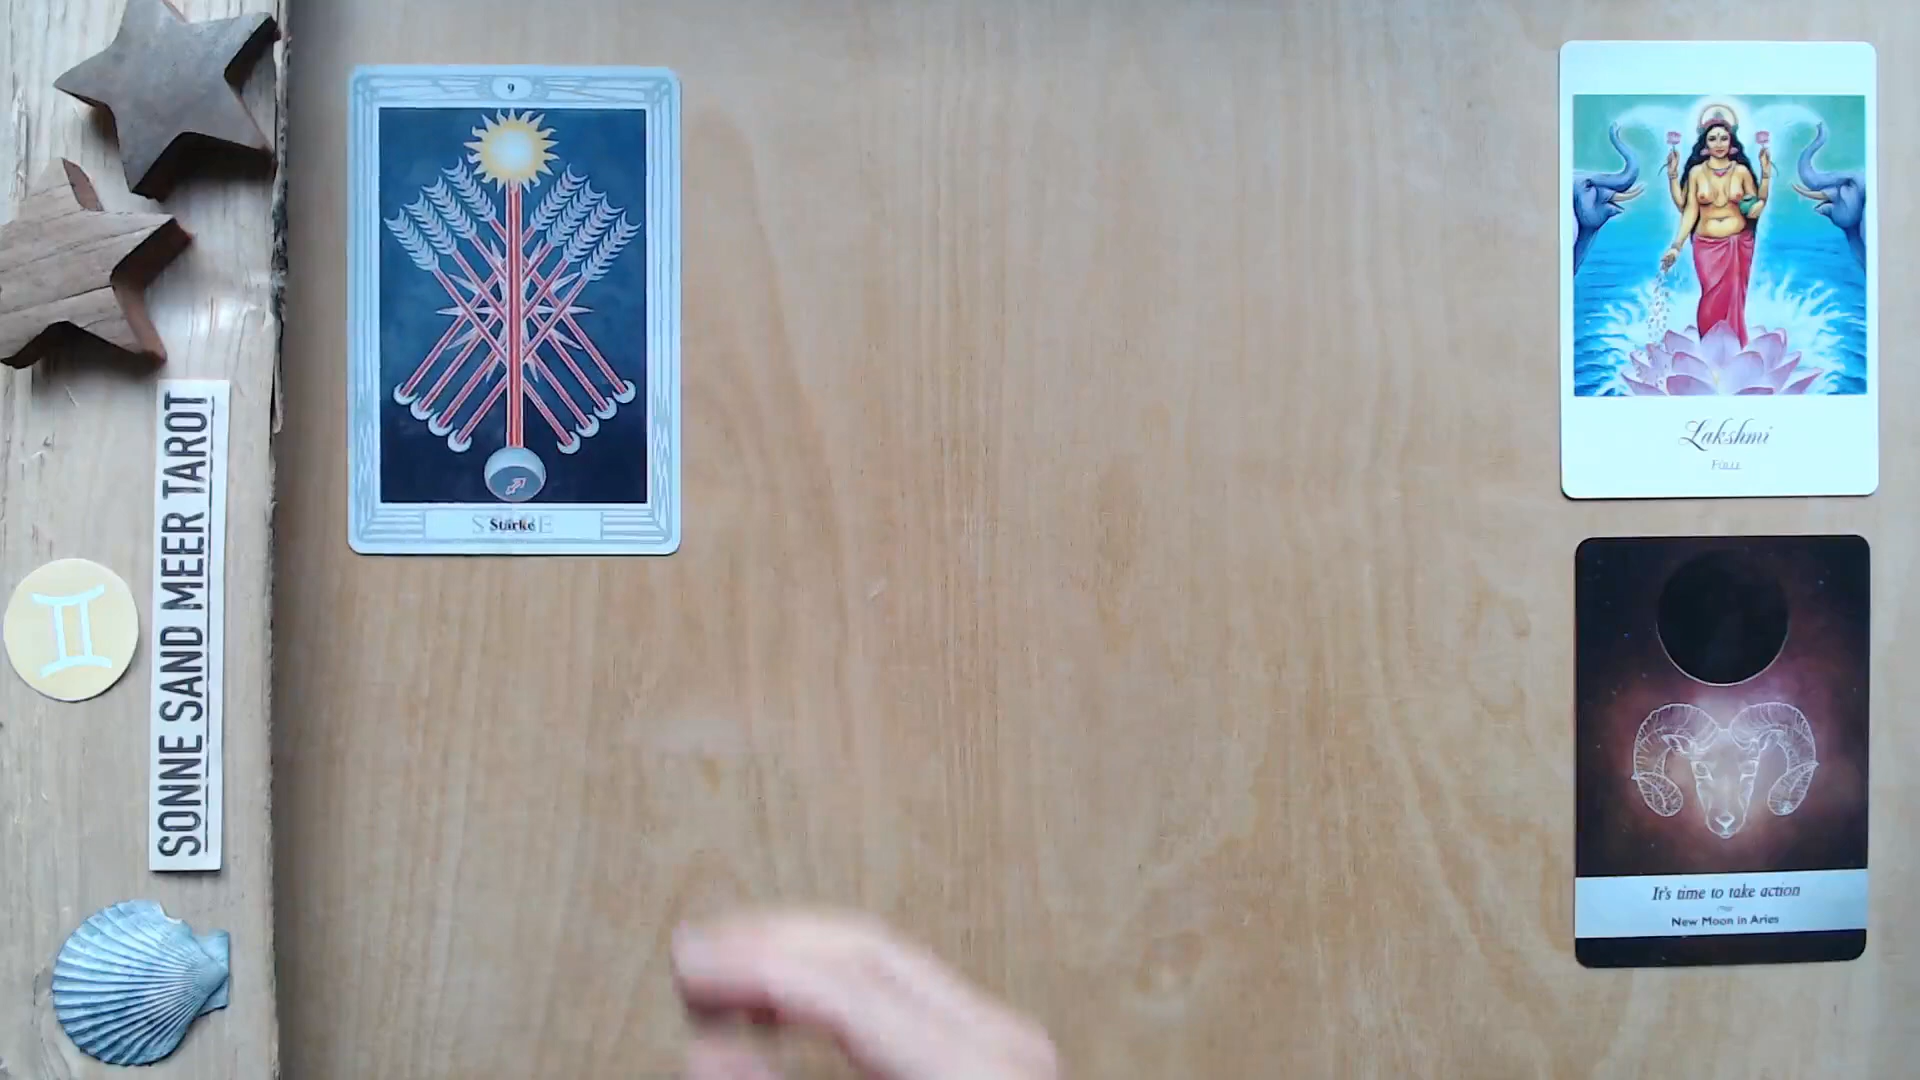 SONNE SAND MEER TAROT
9
Stärke
Lakshmi
FÜLLE
It's time to take action
New Moon in Aries